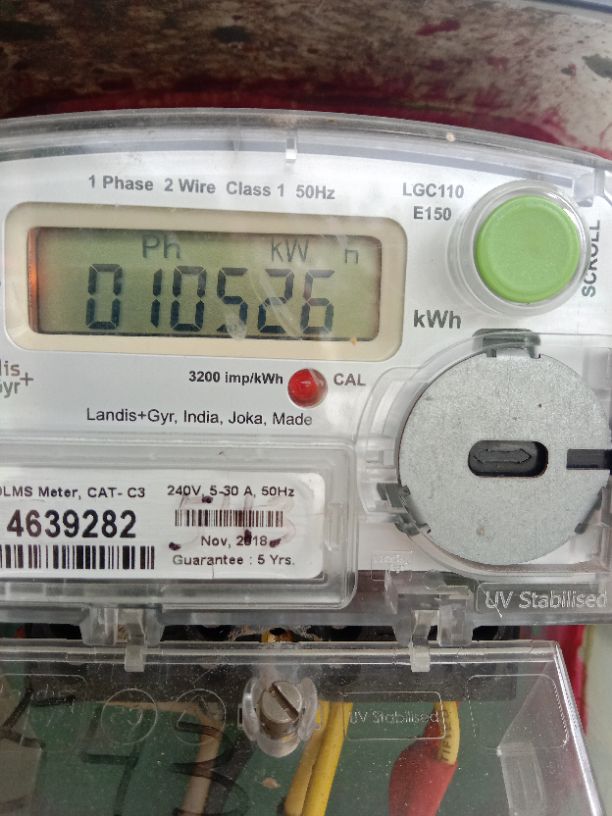 1 Phase 2 Wire Class 1 50Hz
LGC110
E150
SCROLL
Ph kW h
010526
kWh
3200 imp/kWh
CAL
Landis+Gyr, India, Joka, Made
Meter, CAT- C3
240V, 5-30 A, 50Hz
4639282
Nov, 2018
Guarantee : 5 Yrs.
UV Stabilised
UV Stabilised